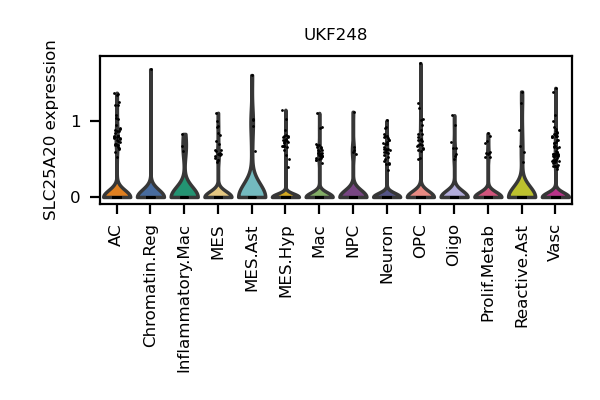 UKF248
SLC25A20 expression
1
0
AC
Chromatin.Reg
Inflammatory.Mac
MES
MES.Ast
MES.Hyp
Mac
NPC
Neuron
OPC
Oligo
Prolif.Metab
Reactive.Ast
Vasc